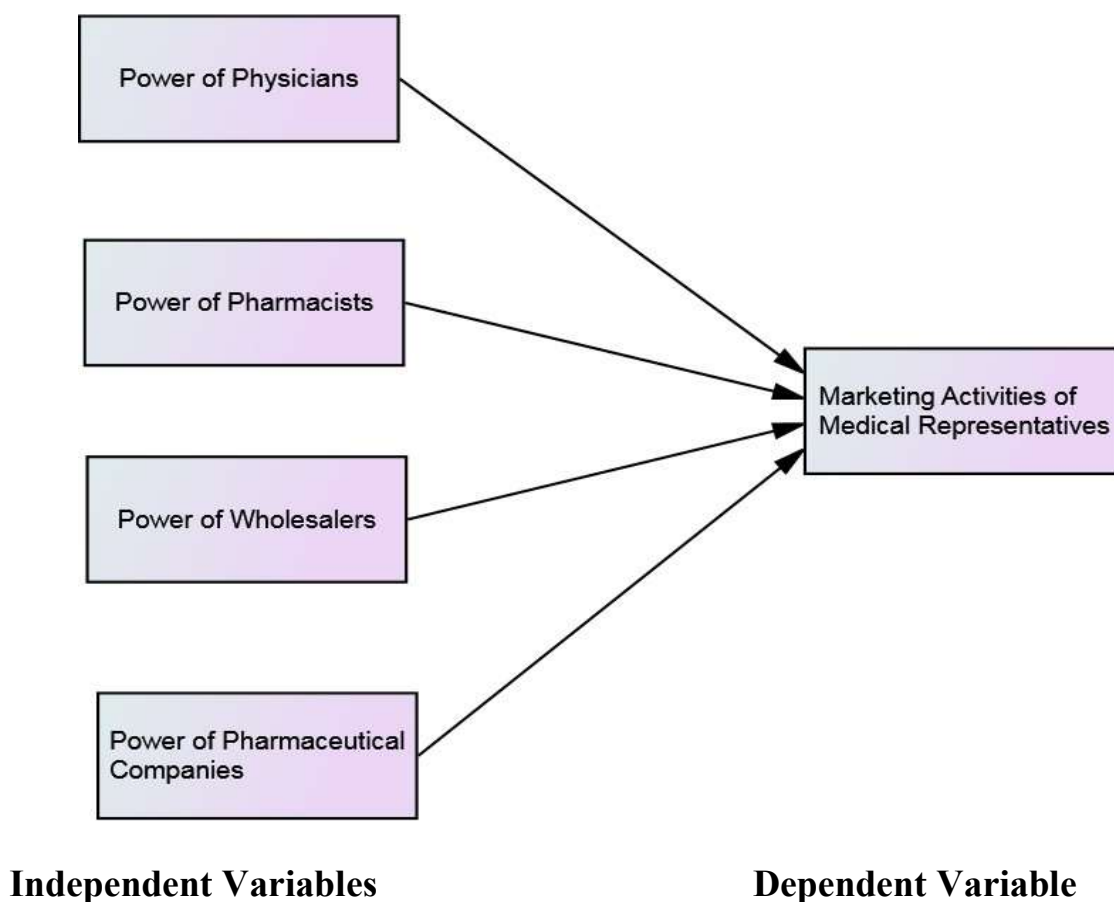 Power of Physicians
Power of Pharmacists
Marketing Activities of
Medical Representatives
Power of Wholesalers
Power of Pharmaceutical
Companies
Independent Variables
Dependent Variable